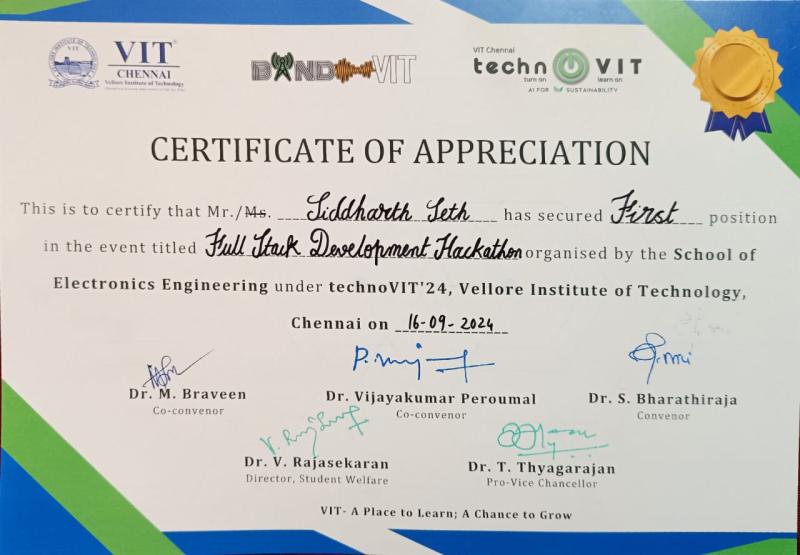 VIT
CHENNAI
Vellore Institute of Technology
BAND VIT
VIT Chennai
techno VIT
turn on learn on
AI FOR SUSTAINABILITY
CERTIFICATE OF APPRECIATION
This is to certify that Mr./Ms. Siddharth Seth has secured First position
in the event titled Full Stack Development Hackathon organised by the School of
Electronics Engineering under technoVIT'24, Vellore Institute of Technology,
Chennai on 16-09-2024
Dr. M. Braveen
Co-convenor
Dr. Vijayakumar Peroumal
Co-convenor
Dr. S. Bharathiraja
Convenor
Dr. V. Rajasekaran
Director, Student Welfare
Dr. T. Thyagarajan
Pro-Vice Chancellor
VIT- A Place to Learn; A Chance to Grow